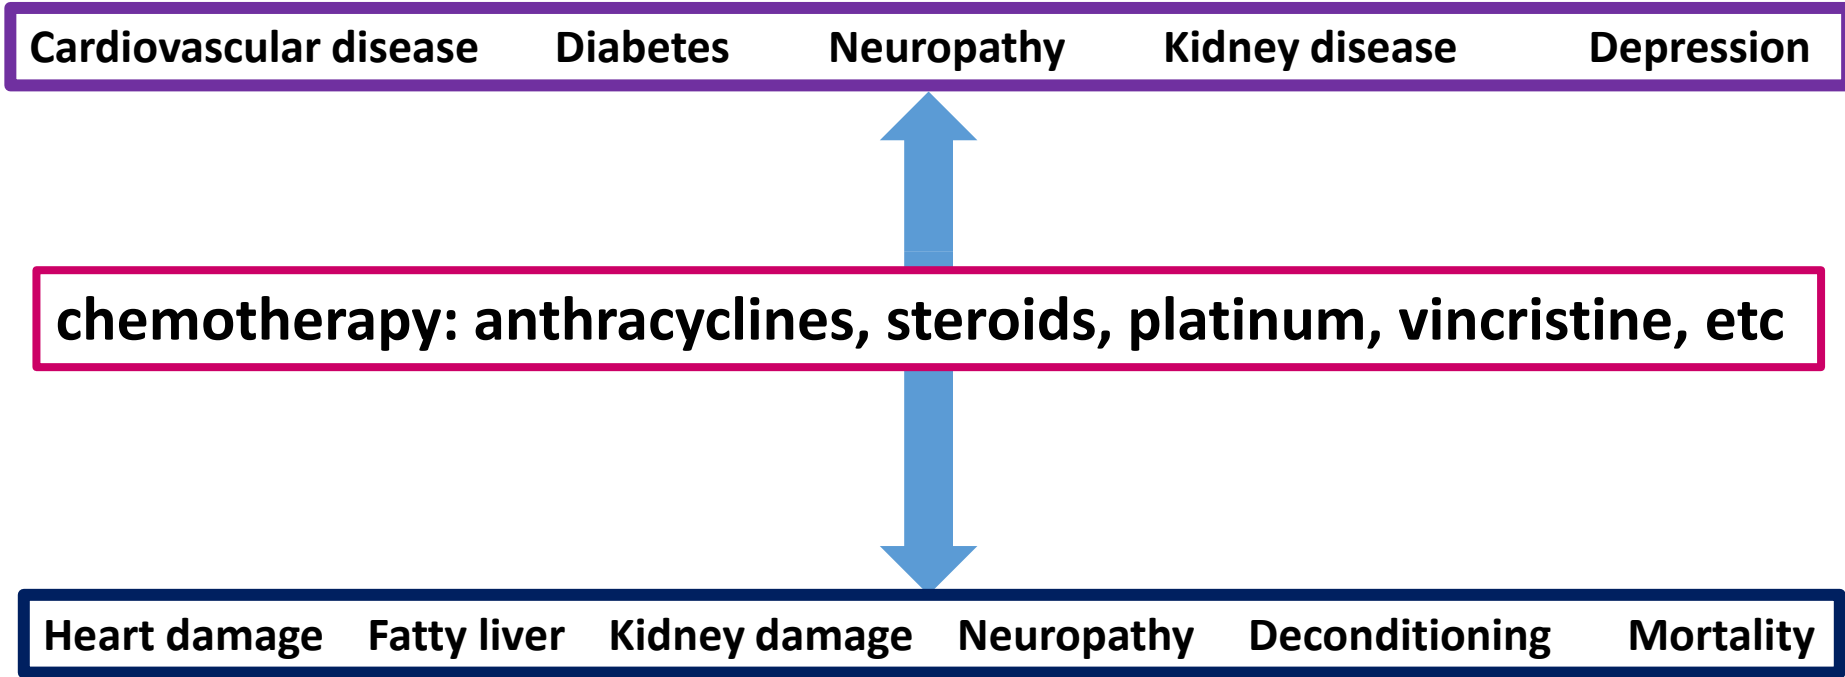 Cardiovascular disease Diabetes Neuropathy Kidney disease Depression
chemotherapy: anthracyclines, steroids, platinum, vincristine, etc
Heart damage Fatty liver Kidney damage Neuropathy Deconditioning Mortality